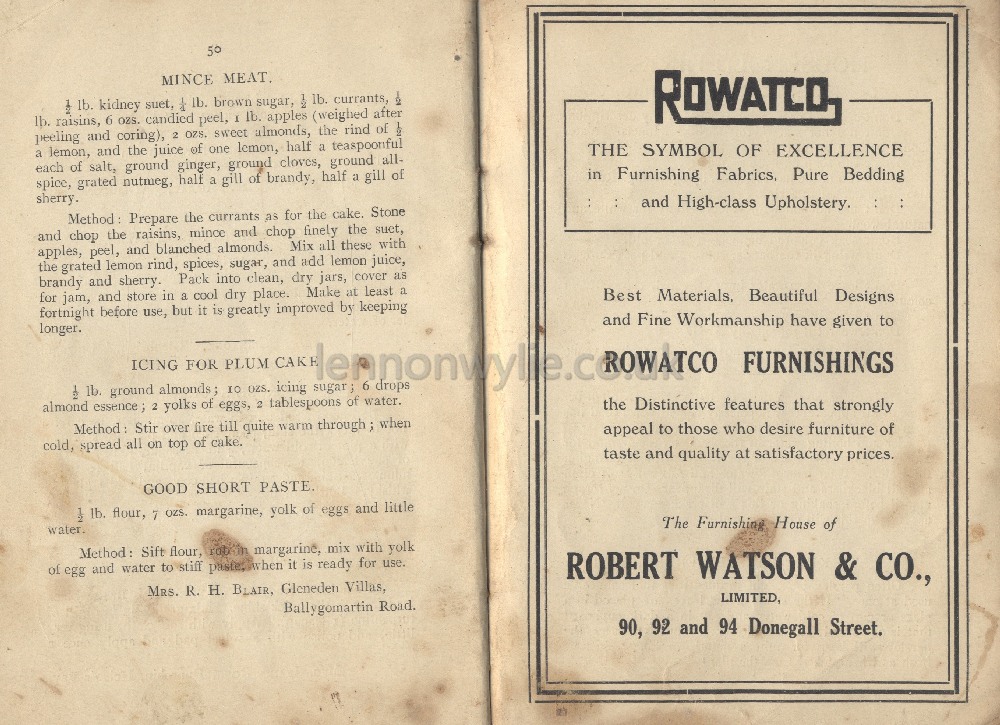 50
MINCE MEAT.
½ lb. kidney suet, ¼ lb. brown sugar, ½ lb. currants, ½
lb. raisins, 6 ozs. candied peel, 1 lb. apples (weighed after
peeling and coring), 2 ozs. sweet almonds, the rind of ½
a lemon, and the juice of one lemon, half a teaspoonful
each of salt, ground ginger, ground cloves, ground all-
spice, grated nutmeg, half a gill of brandy, half a gill of
sherry.
Method: Prepare the currants as for the cake. Stone
and chop the raisins, mince and chop finely the suet,
apples, peel, and blanched almonds. Mix all these with
the grated lemon rind, spices, sugar, and add lemon juice,
brandy and sherry. Pack into clean, dry jars, cover as
for jam, and store in a cool dry place. Make at least a
fortnight before use, but it is greatly improved by keeping
longer.
ICING FOR PLUM CAKE
½ lb. ground almonds; 10 ozs. icing sugar; 6 drops
almond essence; 2 yolks of eggs, 2 tablespoons of water.
Method: Stir over fire till quite warm through; when
cold, spread all on top of cake.
GOOD SHORT PASTE.
½ lb. flour, 7 ozs. margarine, yolk of eggs and little
water.
Method: Sift flour, rub in margarine, mix with yolk
of egg and water to stiff paste, when it is ready for use.
MRS. R. H. BLAIR, Gleneden Villas,
Ballygomartin Road.
lennonwylie.co.uk
ROWATCO
THE SYMBOL OF EXCELLENCE
in Furnishing Fabrics, Pure Bedding
: : and High-class Upholstery. : :
Best Materials, Beautiful Designs
and Fine Workmanship have given to
ROWATCO FURNISHINGS
the Distinctive features that strongly
appeal to those who desire furniture of
taste and quality at satisfactory prices.
The Furnishing House of
ROBERT WATSON & CO.,
LIMITED,
90, 92 and 94 Donegall Street.